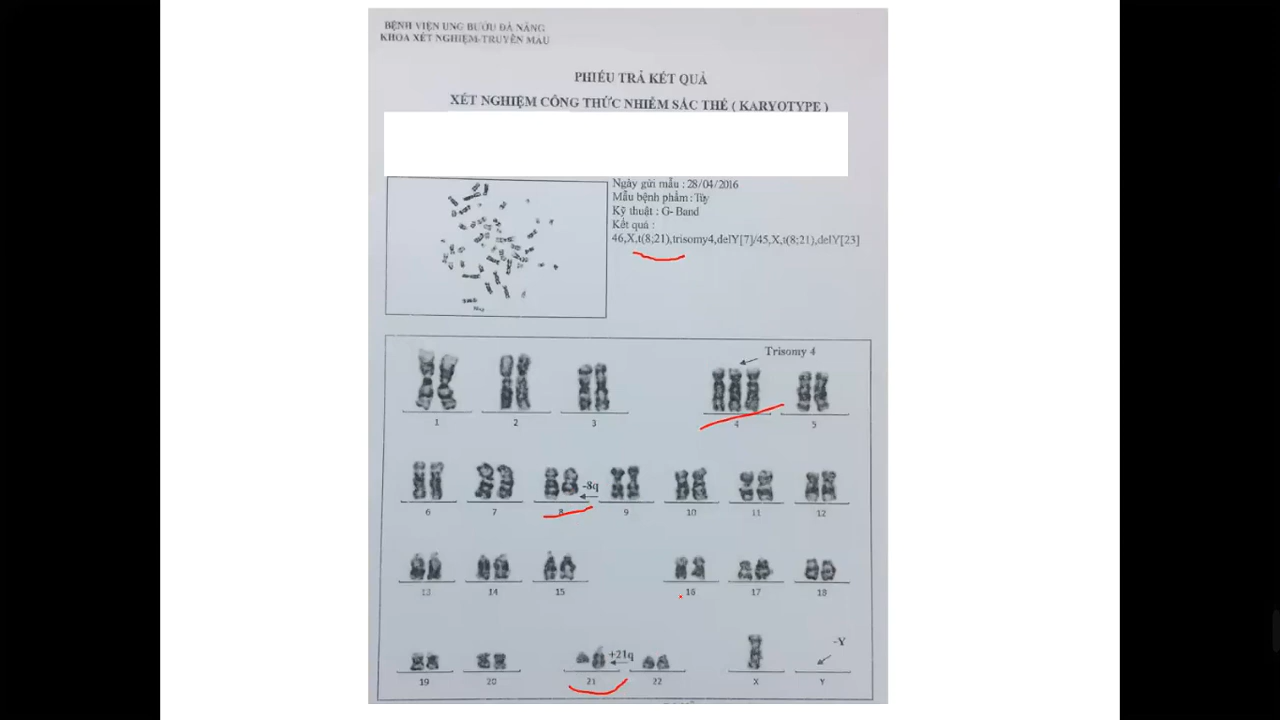 BỆNH VIỆN UNG BƯỚU ĐÀ NẴNG
KHOA XÉT NGHIỆM-TRUYỀN MÁU
PHIẾU TRẢ KẾT QUẢ
XÉT NGHIỆM CÔNG THỨC NHIỄM SẮC THỂ ( KARYOTYPE )
Ngày gửi mẫu : 28/04/2016
Mẫu bệnh phẩm : Tủy
Kỹ thuật : G- Band
Kết quả :
46,X,t(8;21),trisomy4,delY[7]/45,X,t(8;21),delY[23]
Trisomy 4
1 2 3 4 5
-8q
6 7 8 9 10 11 12
13 14 15 16 17 18
+21q -Y
19 20 21 22 X Y